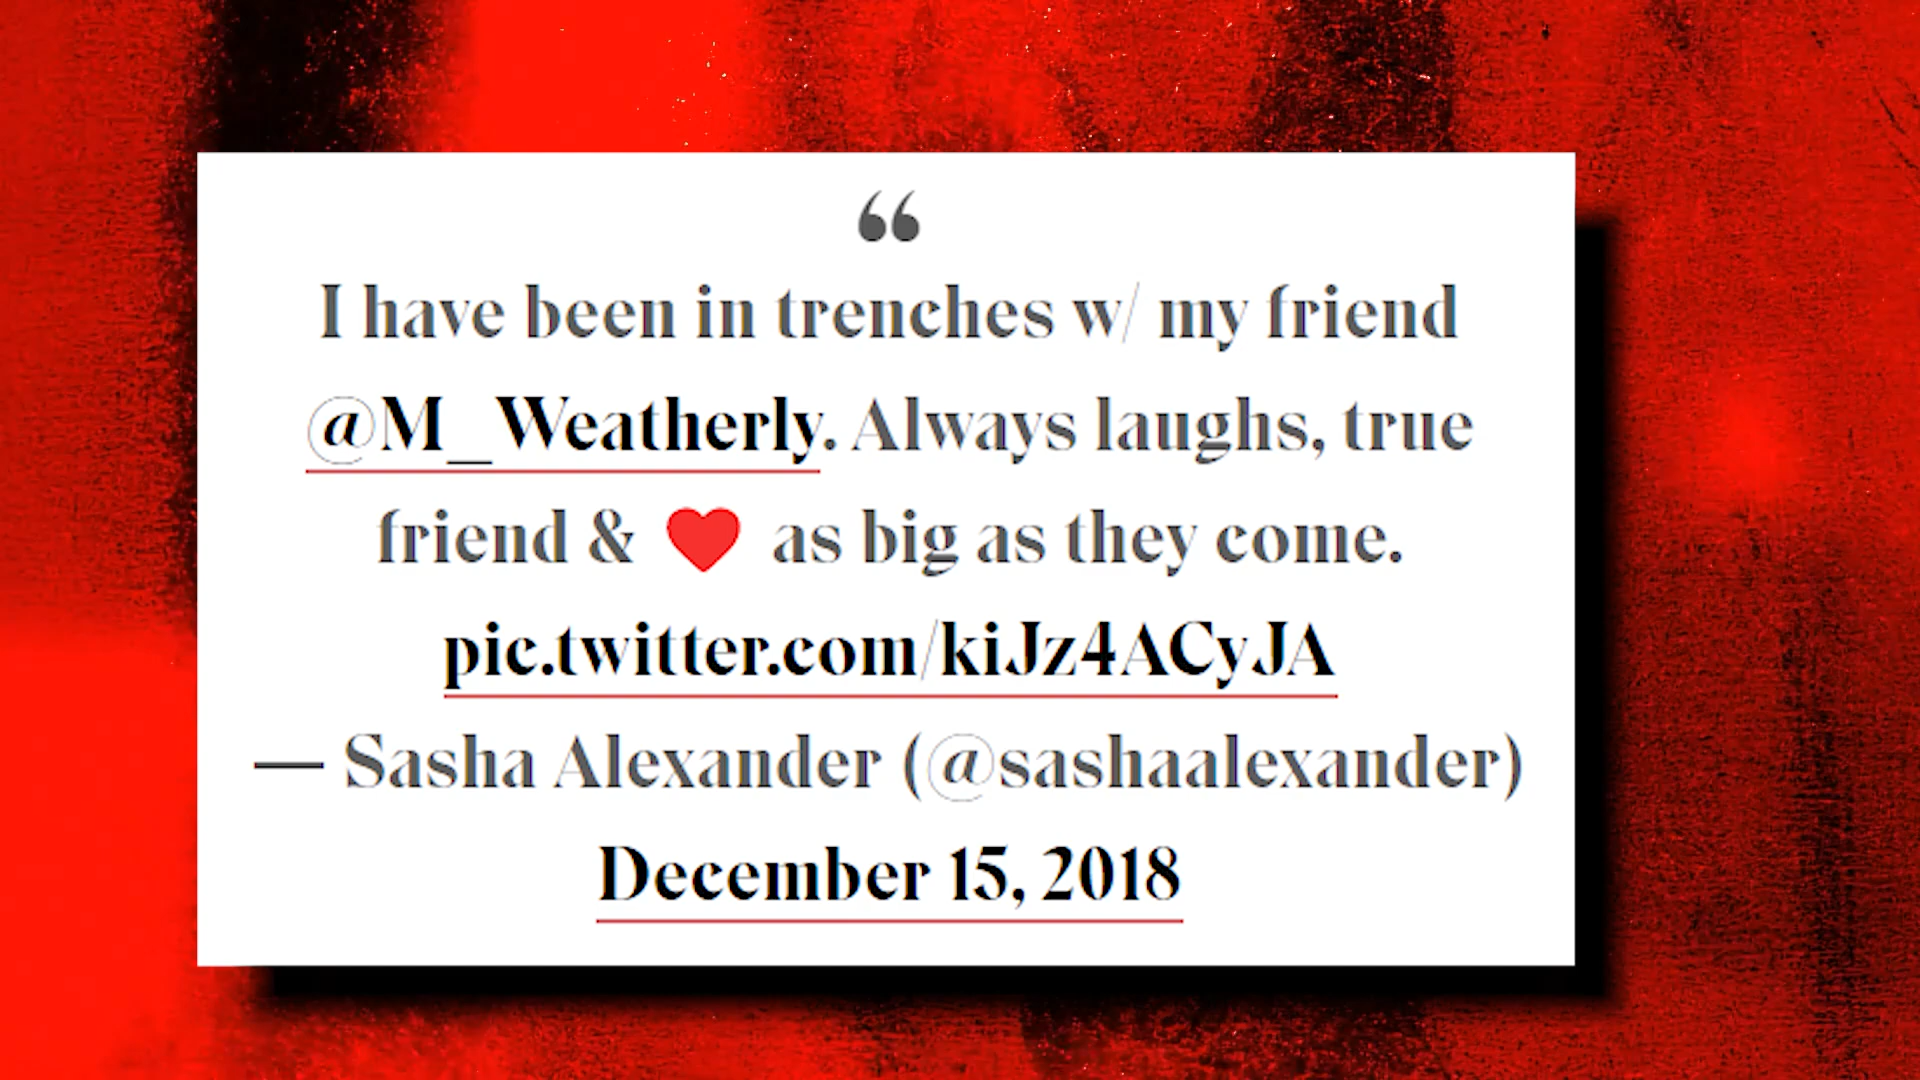 “
I have been in trenches w/ my friend
@M_Weatherly. Always laughs, true
friend & ❤ as big as they come.
pic.twitter.com/kiJz4ACyJA
— Sasha Alexander (@sashaalexander)
December 15, 2018